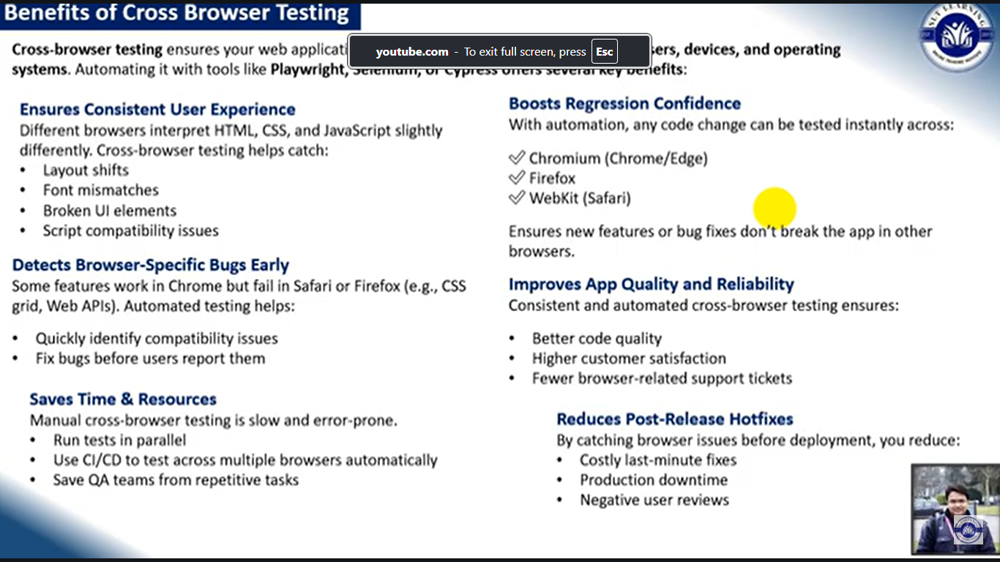 Benefits of Cross Browser Testing
Cross-browser testing ensures your web applicati
youtube.com - To exit full screen, press Esc
sers, devices, and operating
systems. Automating it with tools like Playwright, Selenium, or Cypress offers several key benefits:
Ensures Consistent User Experience
Different browsers interpret HTML, CSS, and JavaScript slightly
differently. Cross-browser testing helps catch:
• Layout shifts
• Font mismatches
• Broken UI elements
• Script compatibility issues
Detects Browser-Specific Bugs Early
Some features work in Chrome but fail in Safari or Firefox (e.g., CSS
grid, Web APIs). Automated testing helps:
• Quickly identify compatibility issues
• Fix bugs before users report them
Saves Time & Resources
Manual cross-browser testing is slow and error-prone.
• Run tests in parallel
• Use CI/CD to test across multiple browsers automatically
• Save QA teams from repetitive tasks
Boosts Regression Confidence
With automation, any code change can be tested instantly across:
✓ Chromium (Chrome/Edge)
✓ Firefox
✓ WebKit (Safari)
Ensures new features or bug fixes don't break the app in other
browsers.
Improves App Quality and Reliability
Consistent and automated cross-browser testing ensures:
• Better code quality
• Higher customer satisfaction
• Fewer browser-related support tickets
Reduces Post-Release Hotfixes
By catching browser issues before deployment, you reduce:
• Costly last-minute fixes
• Production downtime
• Negative user reviews